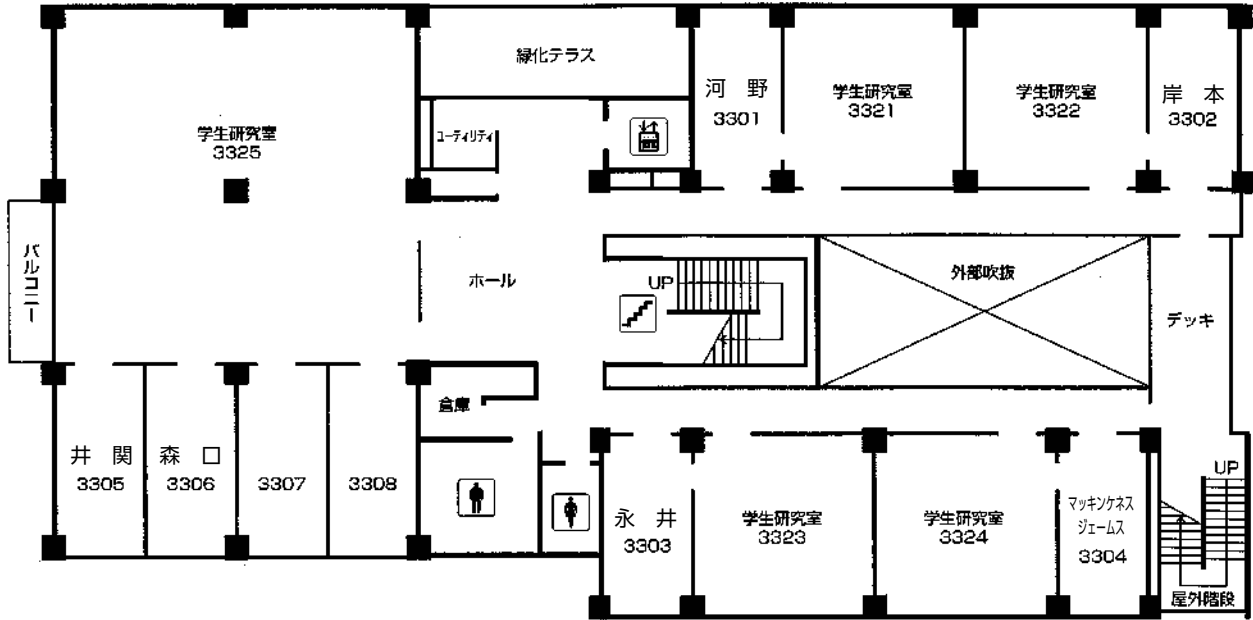 緑化テラス
河 野
3301
学生研究室
3321
学生研究室
3322
岸 本
3302
学生研究室
3325
ユーティリティ
バルコニー
ホール
UP
外部吹抜
デッキ
倉庫
井 関
3305
森 口
3306
3307
3308
永 井
3303
学生研究室
3323
学生研究室
3324
マッキンケネス
ジェームス
3304
UP
屋外階段